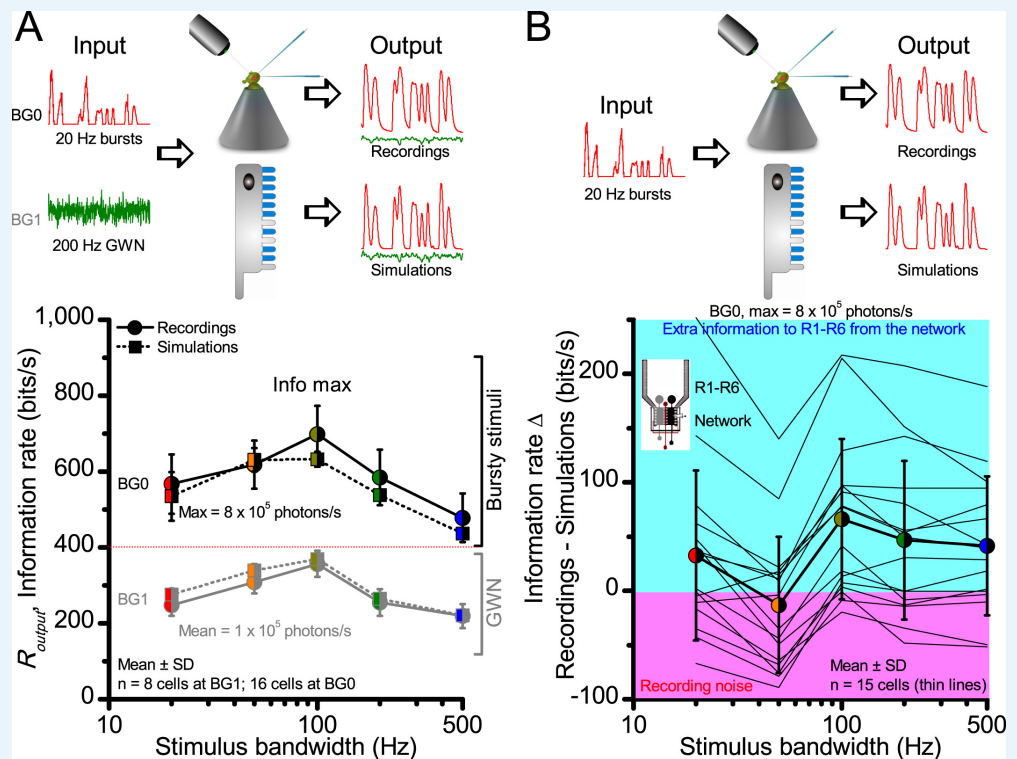 A
Input
Output
BG0
20 Hz bursts
Recordings
BG1
200 Hz GWN
Simulations
1,000
800
600
400
200
0
R_output, Information rate (bits/s)
Recordings
Simulations
Info max
BG0
Max = 8 x 10⁵ photons/s
Bursty stimuli
BG1
Mean = 1 x 10⁵ photons/s
GWN
Mean ± SD
n = 8 cells at BG1; 16 cells at BG0
10
100
500
Stimulus bandwidth (Hz)
B
Output
Input
20 Hz bursts
Recordings
Simulations
BG0, max = 8 x 10⁵ photons/s
Extra information to R1-R6 from the network
R1-R6
Network
200
100
0
-100
Information rate Δ
Recordings - Simulations (bits/s)
Recording noise
Mean ± SD
n = 15 cells (thin lines)
10
100
500
Stimulus bandwidth (Hz)